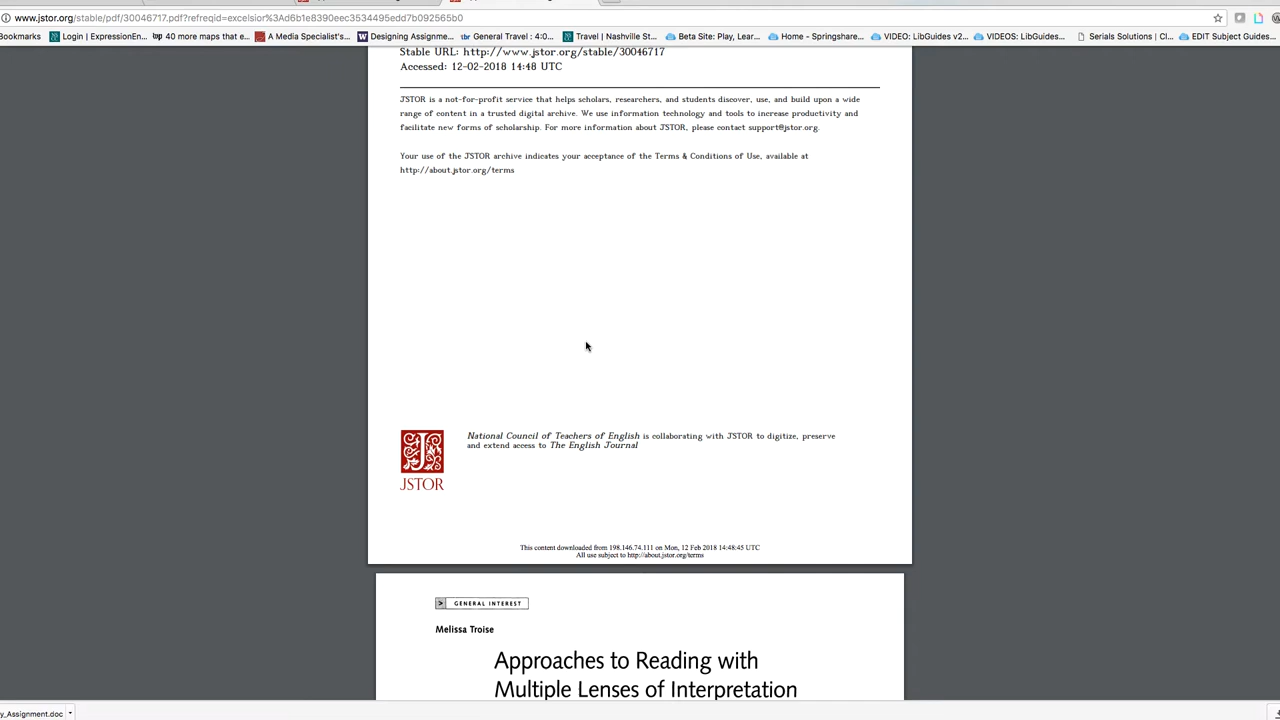 www.jstor.org/stable/pdf/30046717.pdf?refreqid=excelsior%3Ad6b1e8390eec3534495edd7b092565b0
Bookmarks Login | ExpressionEn... 40 more maps that e... A Media Specialist's... Designing Assignme... General Travel : 4:0... Travel | Nashville St... Beta Site: Play, Lear... Home - Springshare... VIDEO: LibGuides v2... VIDEOS: LibGuides... Serials Solutions | Cl... EDIT Subject Guides...
Stable URL: http://www.jstor.org/stable/30046717
Accessed: 12-02-2018 14:48 UTC
JSTOR is a not-for-profit service that helps scholars, researchers, and students discover, use, and build upon a wide
range of content in a trusted digital archive. We use information technology and tools to increase productivity and
facilitate new forms of scholarship. For more information about JSTOR, please contact support@jstor.org.
Your use of the JSTOR archive indicates your acceptance of the Terms & Conditions of Use, available at
http://about.jstor.org/terms
National Council of Teachers of English is collaborating with JSTOR to digitize, preserve
and extend access to The English Journal
JSTOR
This content downloaded from 198.146.74.111 on Mon, 12 Feb 2018 14:48:45 UTC
All use subject to http://about.jstor.org/terms
> GENERAL INTEREST
Melissa Troise
Approaches to Reading with
Multiple Lenses of Interpretation
y_Assignment.doc